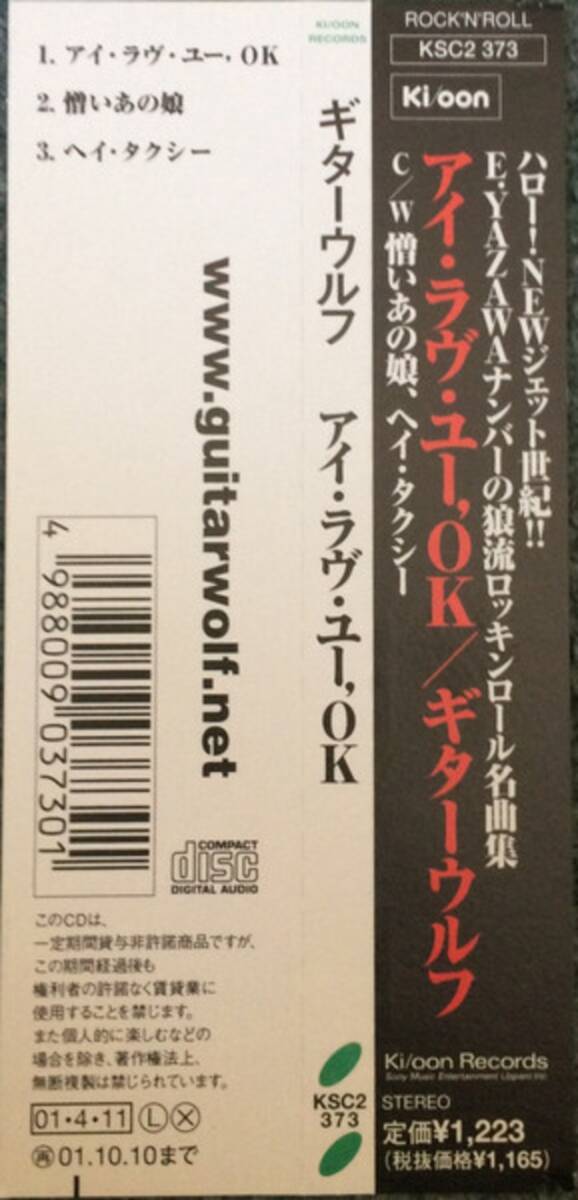 ROCK'N'ROLL
KSC2 373
Ki/oon
ハロー!・NEWジェット世紀!!
E.YAZAWAナンバーの狼流ロッキンロール名曲集
アイ・ラヴ・ユー,OK/ギターウルフ
C/W 憎いあの娘、ヘイ・タクシー
Ki/oon Records
Sony Music Entertainment (Japan) Inc.
STEREO
定価¥1,223
(税抜価格¥1,165)
KI/OON
RECORDS
ギターウルフ アイ・ラヴ・ユー,OK
KSC2
373
1. アイ・ラヴ・ユー, OK
2. 憎いあの娘
3. ヘイ・タクシー
www.guitarwolf.net
4 988009 037301
COMPACT
disc
DIGITAL AUDIO
このCDは、
一定期間貸与非許諾商品ですが、
この期間経過後も
権利者の許諾なく賃貸業に
使用することを禁じます。
また個人的に楽しむなどの
場合を除き、著作権法上、
無断複製は禁じられています。
01・4・11 Ⓛ Ⓧ
㋐01.10.10まで